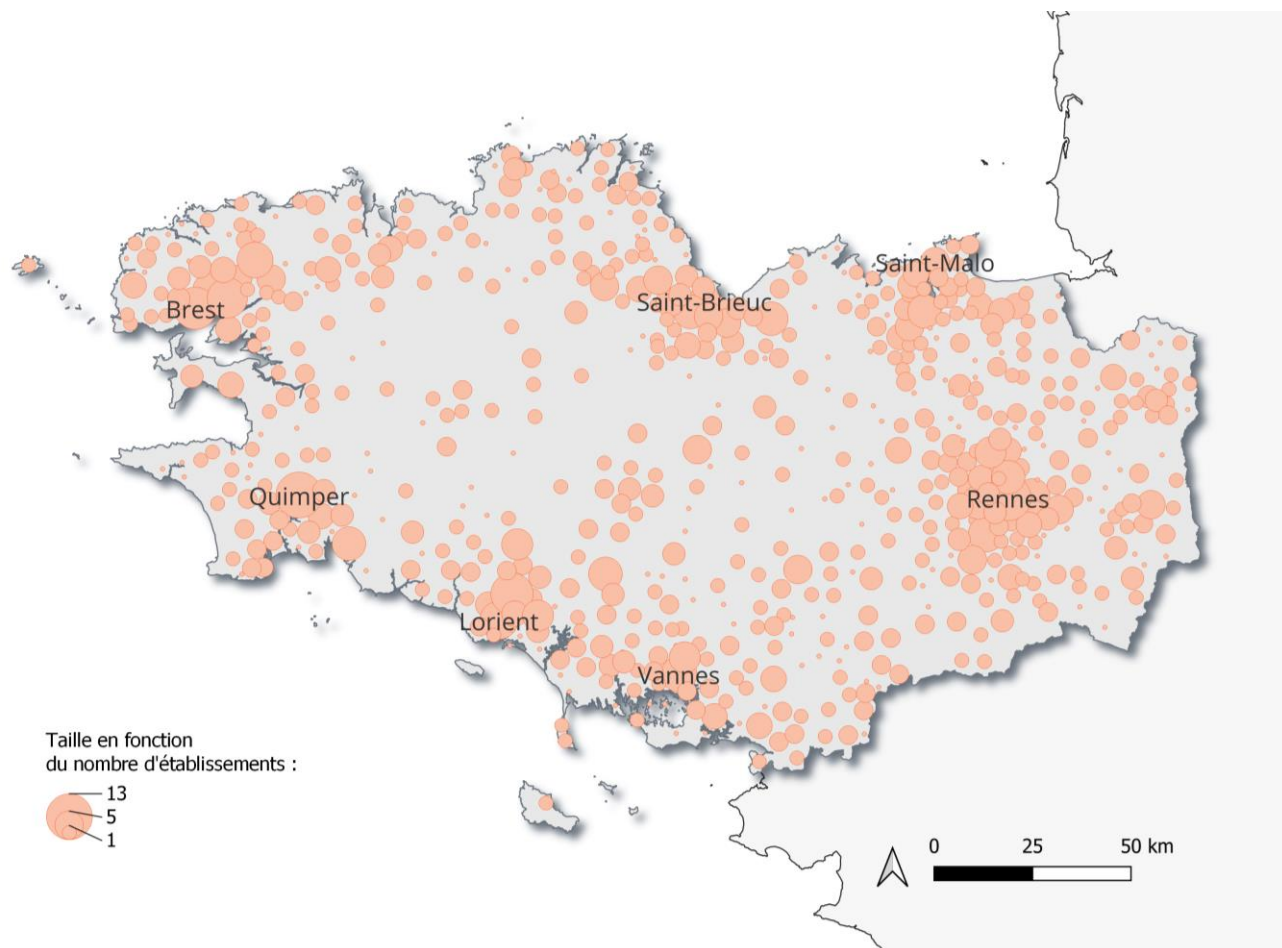 Saint-Malo
Saint-Brieuc
Brest
Quimper
Rennes
Lorient
Vannes
Taille en fonction
du nombre d'établissements :
13
5
1
0 25 50 km